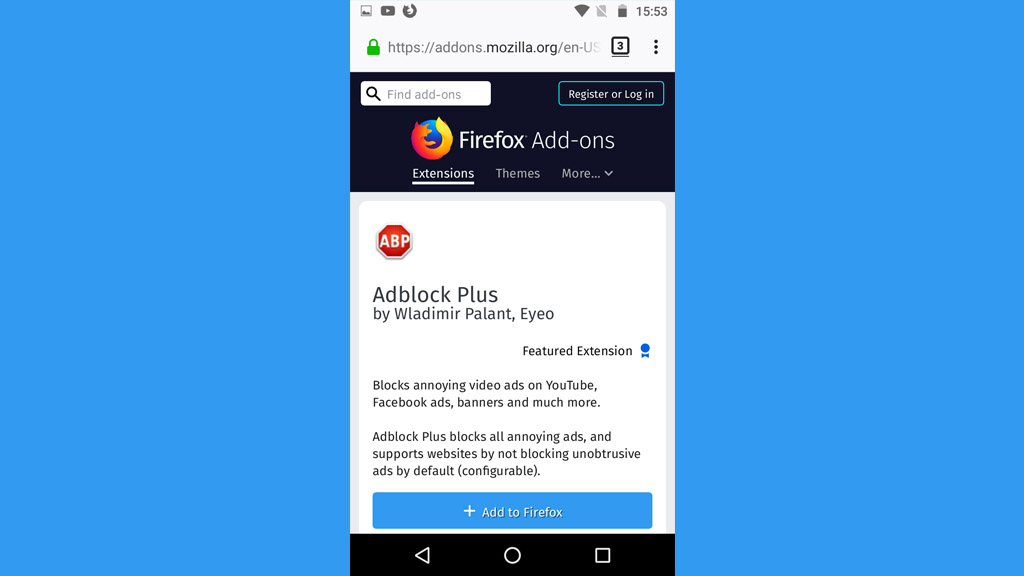 15:53
https://addons.mozilla.org/en-US
3
Find add-ons
Register or Log in
Firefox Add-ons
Extensions Themes More...
ABP
Adblock Plus
by Wladimir Palant, Eyeo
Featured Extension
Blocks annoying video ads on YouTube,
Facebook ads, banners and much more.
Adblock Plus blocks all annoying ads, and
supports websites by not blocking unobtrusive
ads by default (configurable).
+ Add to Firefox